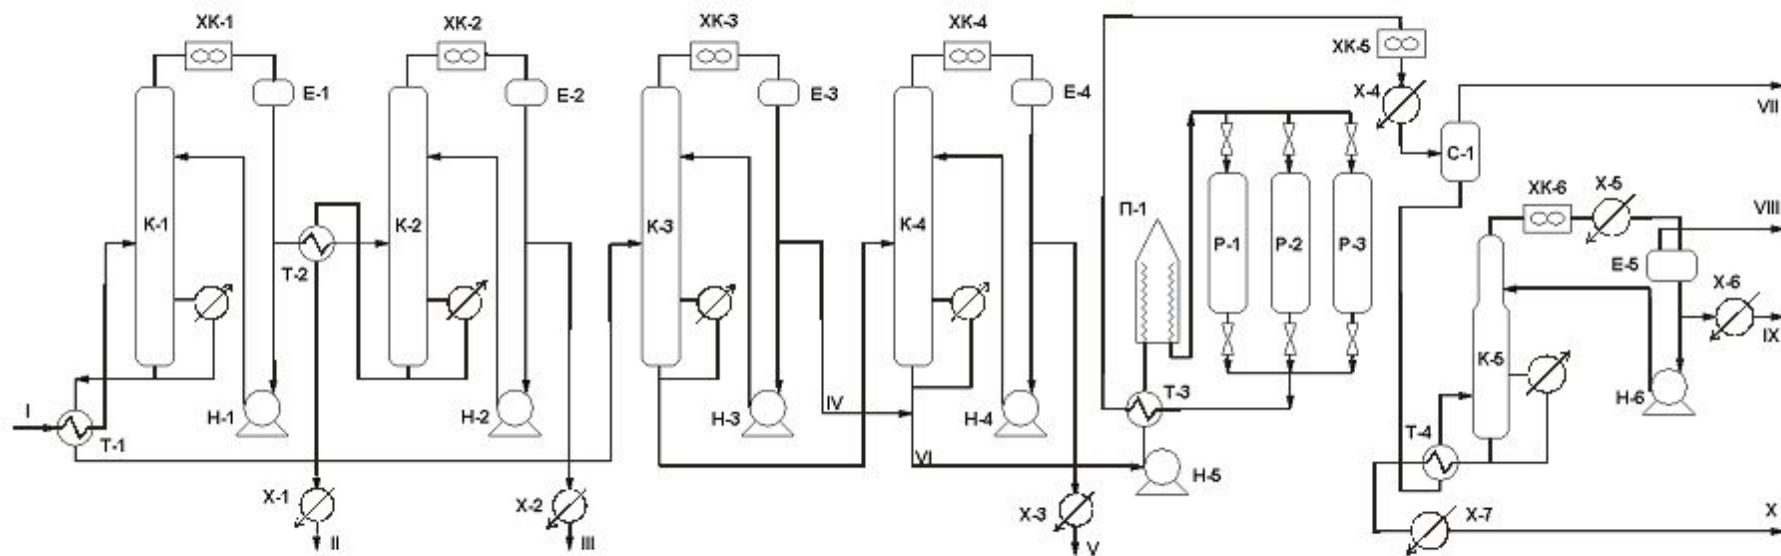 ХК-1
ХК-2
ХК-3
ХК-4
ХК-5
Е-1
Е-2
Е-3
Е-4
Х-4
VII
С-1
К-1
К-2
К-3
К-4
П-1
Р-1
Р-2
Р-3
ХК-6
Х-5
VIII
Т-2
Е-5
Х-6
IX
К-5
Н-1
Н-2
Н-3
IV
Н-4
Т-3
Н-6
I
Т-1
VI
Н-5
Т-4
Х-1
Х-2
Х-3
Х-7
X
II
III
V